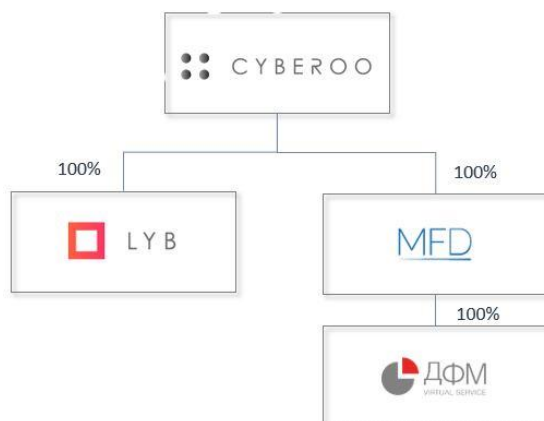 CYBEROO
100%
100%
LYB
MFD
100%
ДФМ
VIRTUAL SERVICE